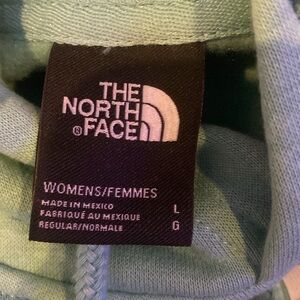 THE
NORTH
® FACE
WOMENS/FEMMES
MADE IN MEXICO L
FABRIQUÉ AU MEXIQUE
REGULAR/NORMALE G